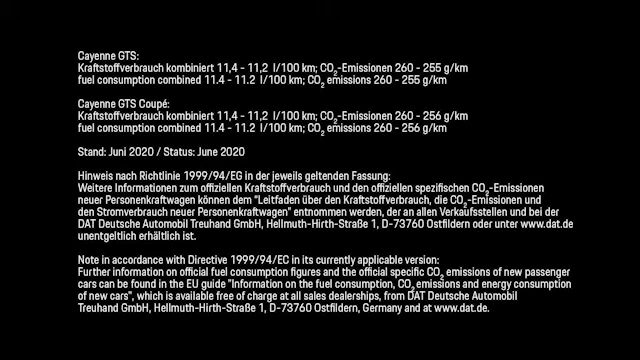 Cayenne GTS:
Kraftstoffverbrauch kombiniert 11,4 - 11,2 l/100 km; CO2-Emissionen 260 - 255 g/km
fuel consumption combined 11.4 - 11.2 l/100 km; CO2 emissions 260 - 255 g/km
Cayenne GTS Coupé:
Kraftstoffverbrauch kombiniert 11,4 - 11,2 l/100 km; CO2-Emissionen 260 - 256 g/km
fuel consumption combined 11.4 - 11.2 l/100 km; CO2 emissions 260 - 256 g/km
Stand: Juni 2020 / Status: June 2020
Hinweis nach Richtlinie 1999/94/EG in der jeweils geltenden Fassung:
Weitere Informationen zum offiziellen Kraftstoffverbrauch und den offiziellen spezifischen CO2-Emissionen
neuer Personenkraftwagen können dem "Leitfaden über den Kraftstoffverbrauch, die CO2-Emissionen und
den Stromverbrauch neuer Personenkraftwagen" entnommen werden, der an allen Verkaufsstellen und bei der
DAT Deutsche Automobil Treuhand GmbH, Hellmuth-Hirth-Straße 1, D-73760 Ostfildern oder unter www.dat.de
unentgeltlich erhältlich ist.
Note in accordance with Directive 1999/94/EC in its currently applicable version:
Further information on official fuel consumption figures and the official specific CO2 emissions of new passenger
cars can be found in the EU guide "Information on the fuel consumption, CO2 emissions and energy consumption
of new cars", which is available free of charge at all sales dealerships, from DAT Deutsche Automobil
Treuhand GmbH, Hellmuth-Hirth-Straße 1, D-73760 Ostfildern, Germany and at www.dat.de.